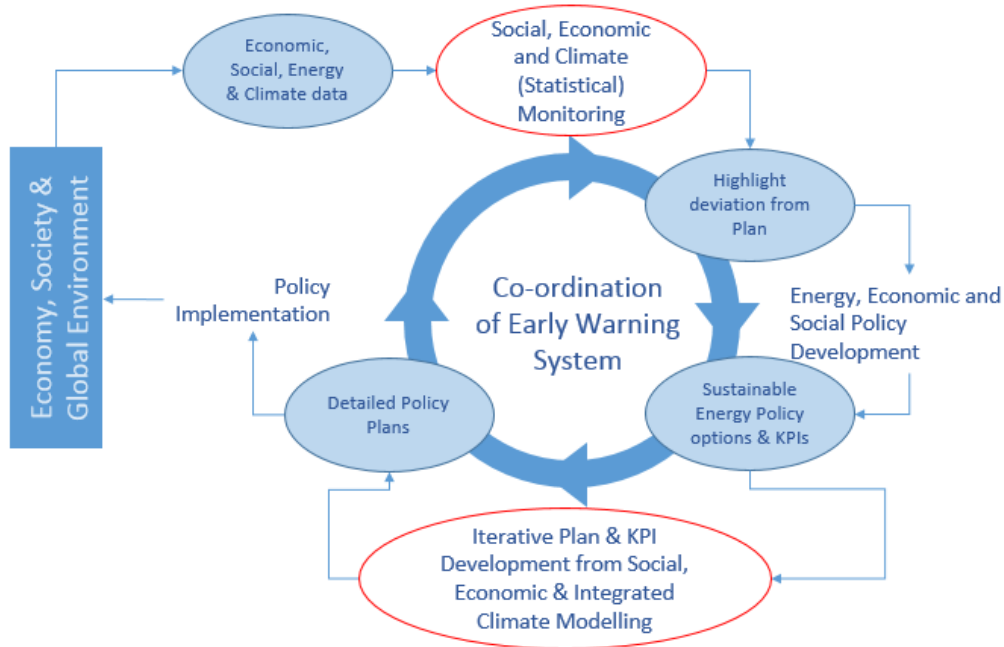 Economic,
Social, Energy
& Climate data
Social, Economic
and Climate
(Statistical)
Monitoring
Highlight
deviation from
Plan
Energy, Economic and
Social Policy
Development
Sustainable
Energy Policy
options & KPIs
Iterative Plan & KPI
Development from Social,
Economic & Integrated
Climate Modelling
Detailed Policy
Plans
Policy
Implementation
Economy, Society &
Global Environment
Co-ordination
of Early Warning
System